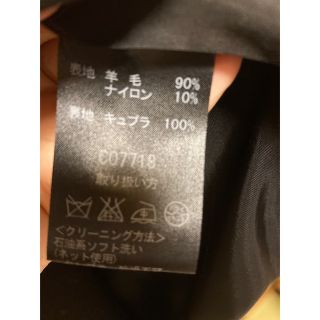 表地 羊毛 90%
ナイロン 10%
裏地 キュプラ 100%
C07718
取り扱い方
<クリーニング方法>
石油系ソフト洗い
(ネット使用)